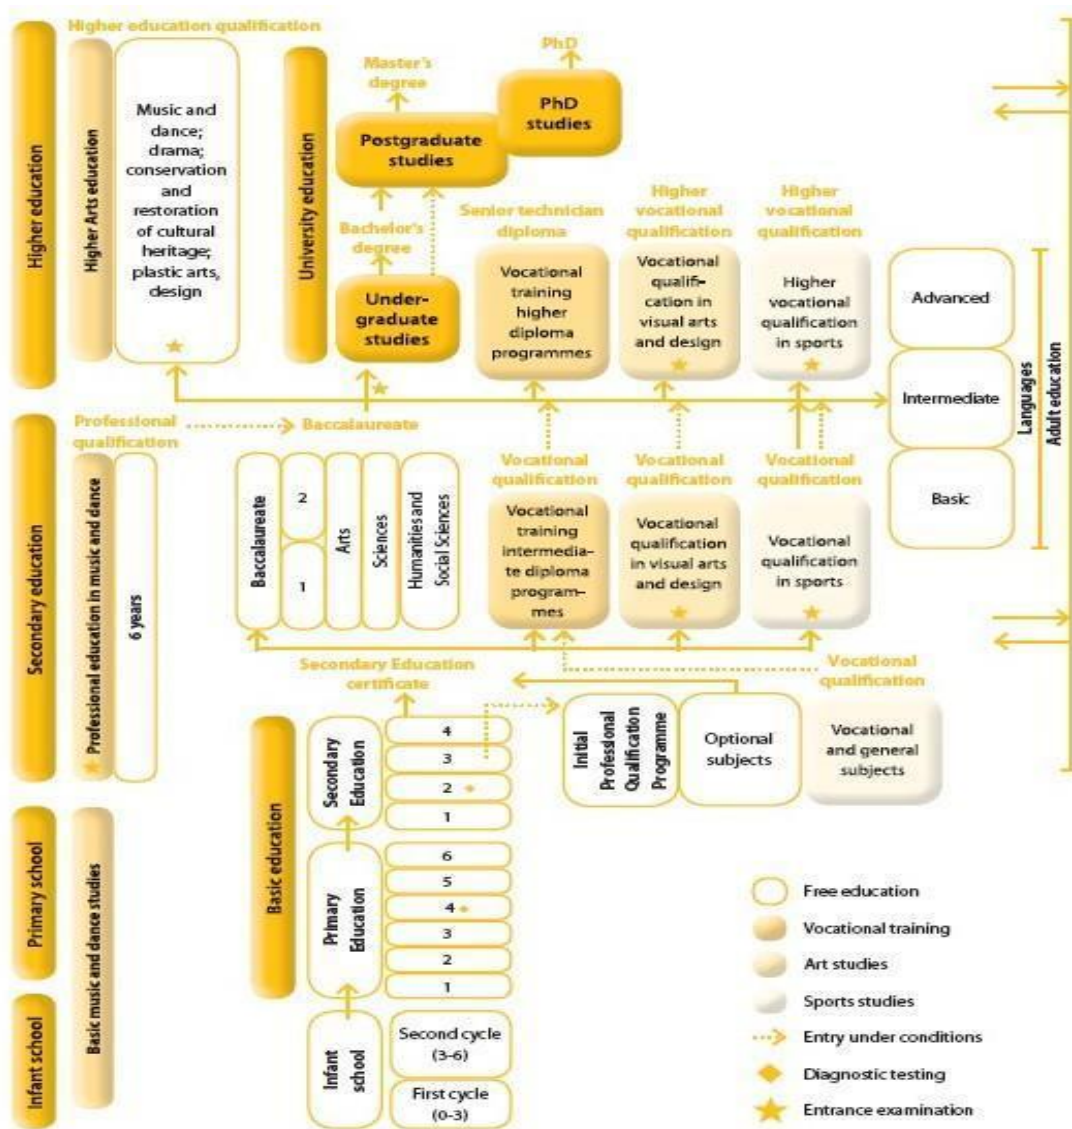 Higher education qualification
Higher education
Higher Arts education
Music and
dance;
drama;
conservation
and
restoration
of cultural
heritage;
plastic arts,
design
University education
PhD
Master's
degree
PhD
studies
Postgraduate
studies
Bachelor's
degree
Under-
graduate
studies
Senior technician
diploma
Vocational
training
higher
diploma
programmes
Higher
vocational
qualification
Vocational
qualifi-
cation in
visual arts
and design
Higher
vocational
qualification
Higher
vocational
qualification
in sports
Advanced
Intermediate
Basic
Languages
Adult education
Secondary education
Professional
qualification
Professional education in music and dance
6 years
Baccalaureate
Baccalaureate
2
1
Arts
Sciences
Humanities and
Social Sciences
Vocational
qualification
Vocational
training
intermedia-
te diploma
program-
mes
Vocational
qualification
Vocational
qualification
in visual arts
and design
Vocational
qualification
Vocational
qualification
in sports
Secondary Education
certificate
Vocational
qualification
Basic education
Secondary
Education
4
3
2
1
Initial
Professional
Qualification
Programme
Optional
subjects
Vocational
and general
subjects
Primary school
Basic music and dance studies
Primary
Education
6
5
4
3
2
1
Infant school
Infant
school
Second cycle
(3-6)
First cycle
(0-3)
Free education
Vocational training
Art studies
Sports studies
Entry under conditions
Diagnostic testing
Entrance examination